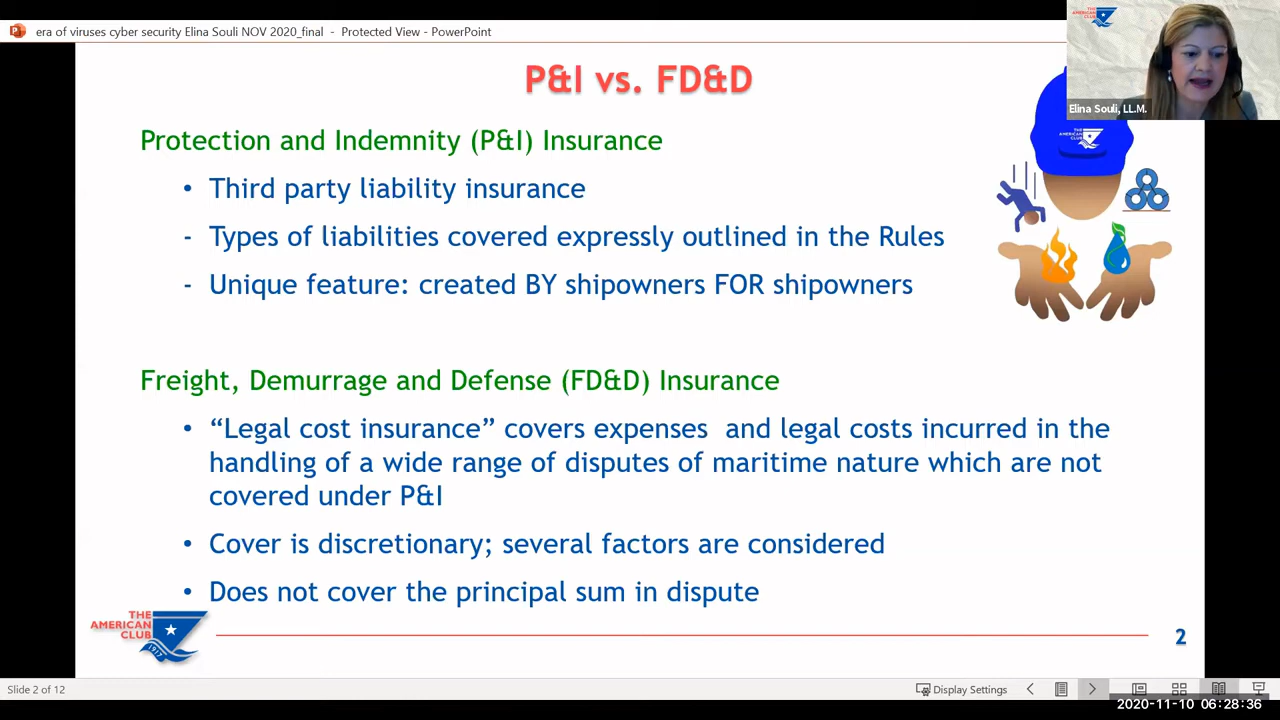 era of viruses cyber security Elina Souli NOV 2020_final - Protected View - PowerPoint
THE
AMERICAN
CLUB
Elina Souli, LL.M.
P&I vs. FD&D
Protection and Indemnity (P&I) Insurance
• Third party liability insurance
- Types of liabilities covered expressly outlined in the Rules
- Unique feature: created BY shipowners FOR shipowners
Freight, Demurrage and Defense (FD&D) Insurance
• “Legal cost insurance” covers expenses and legal costs incurred in the
handling of a wide range of disputes of maritime nature which are not
covered under P&I
• Cover is discretionary; several factors are considered
• Does not cover the principal sum in dispute
THE
AMERICAN
CLUB
1917
2
Slide 2 of 12
Display Settings
2020-11-10 06:28:36